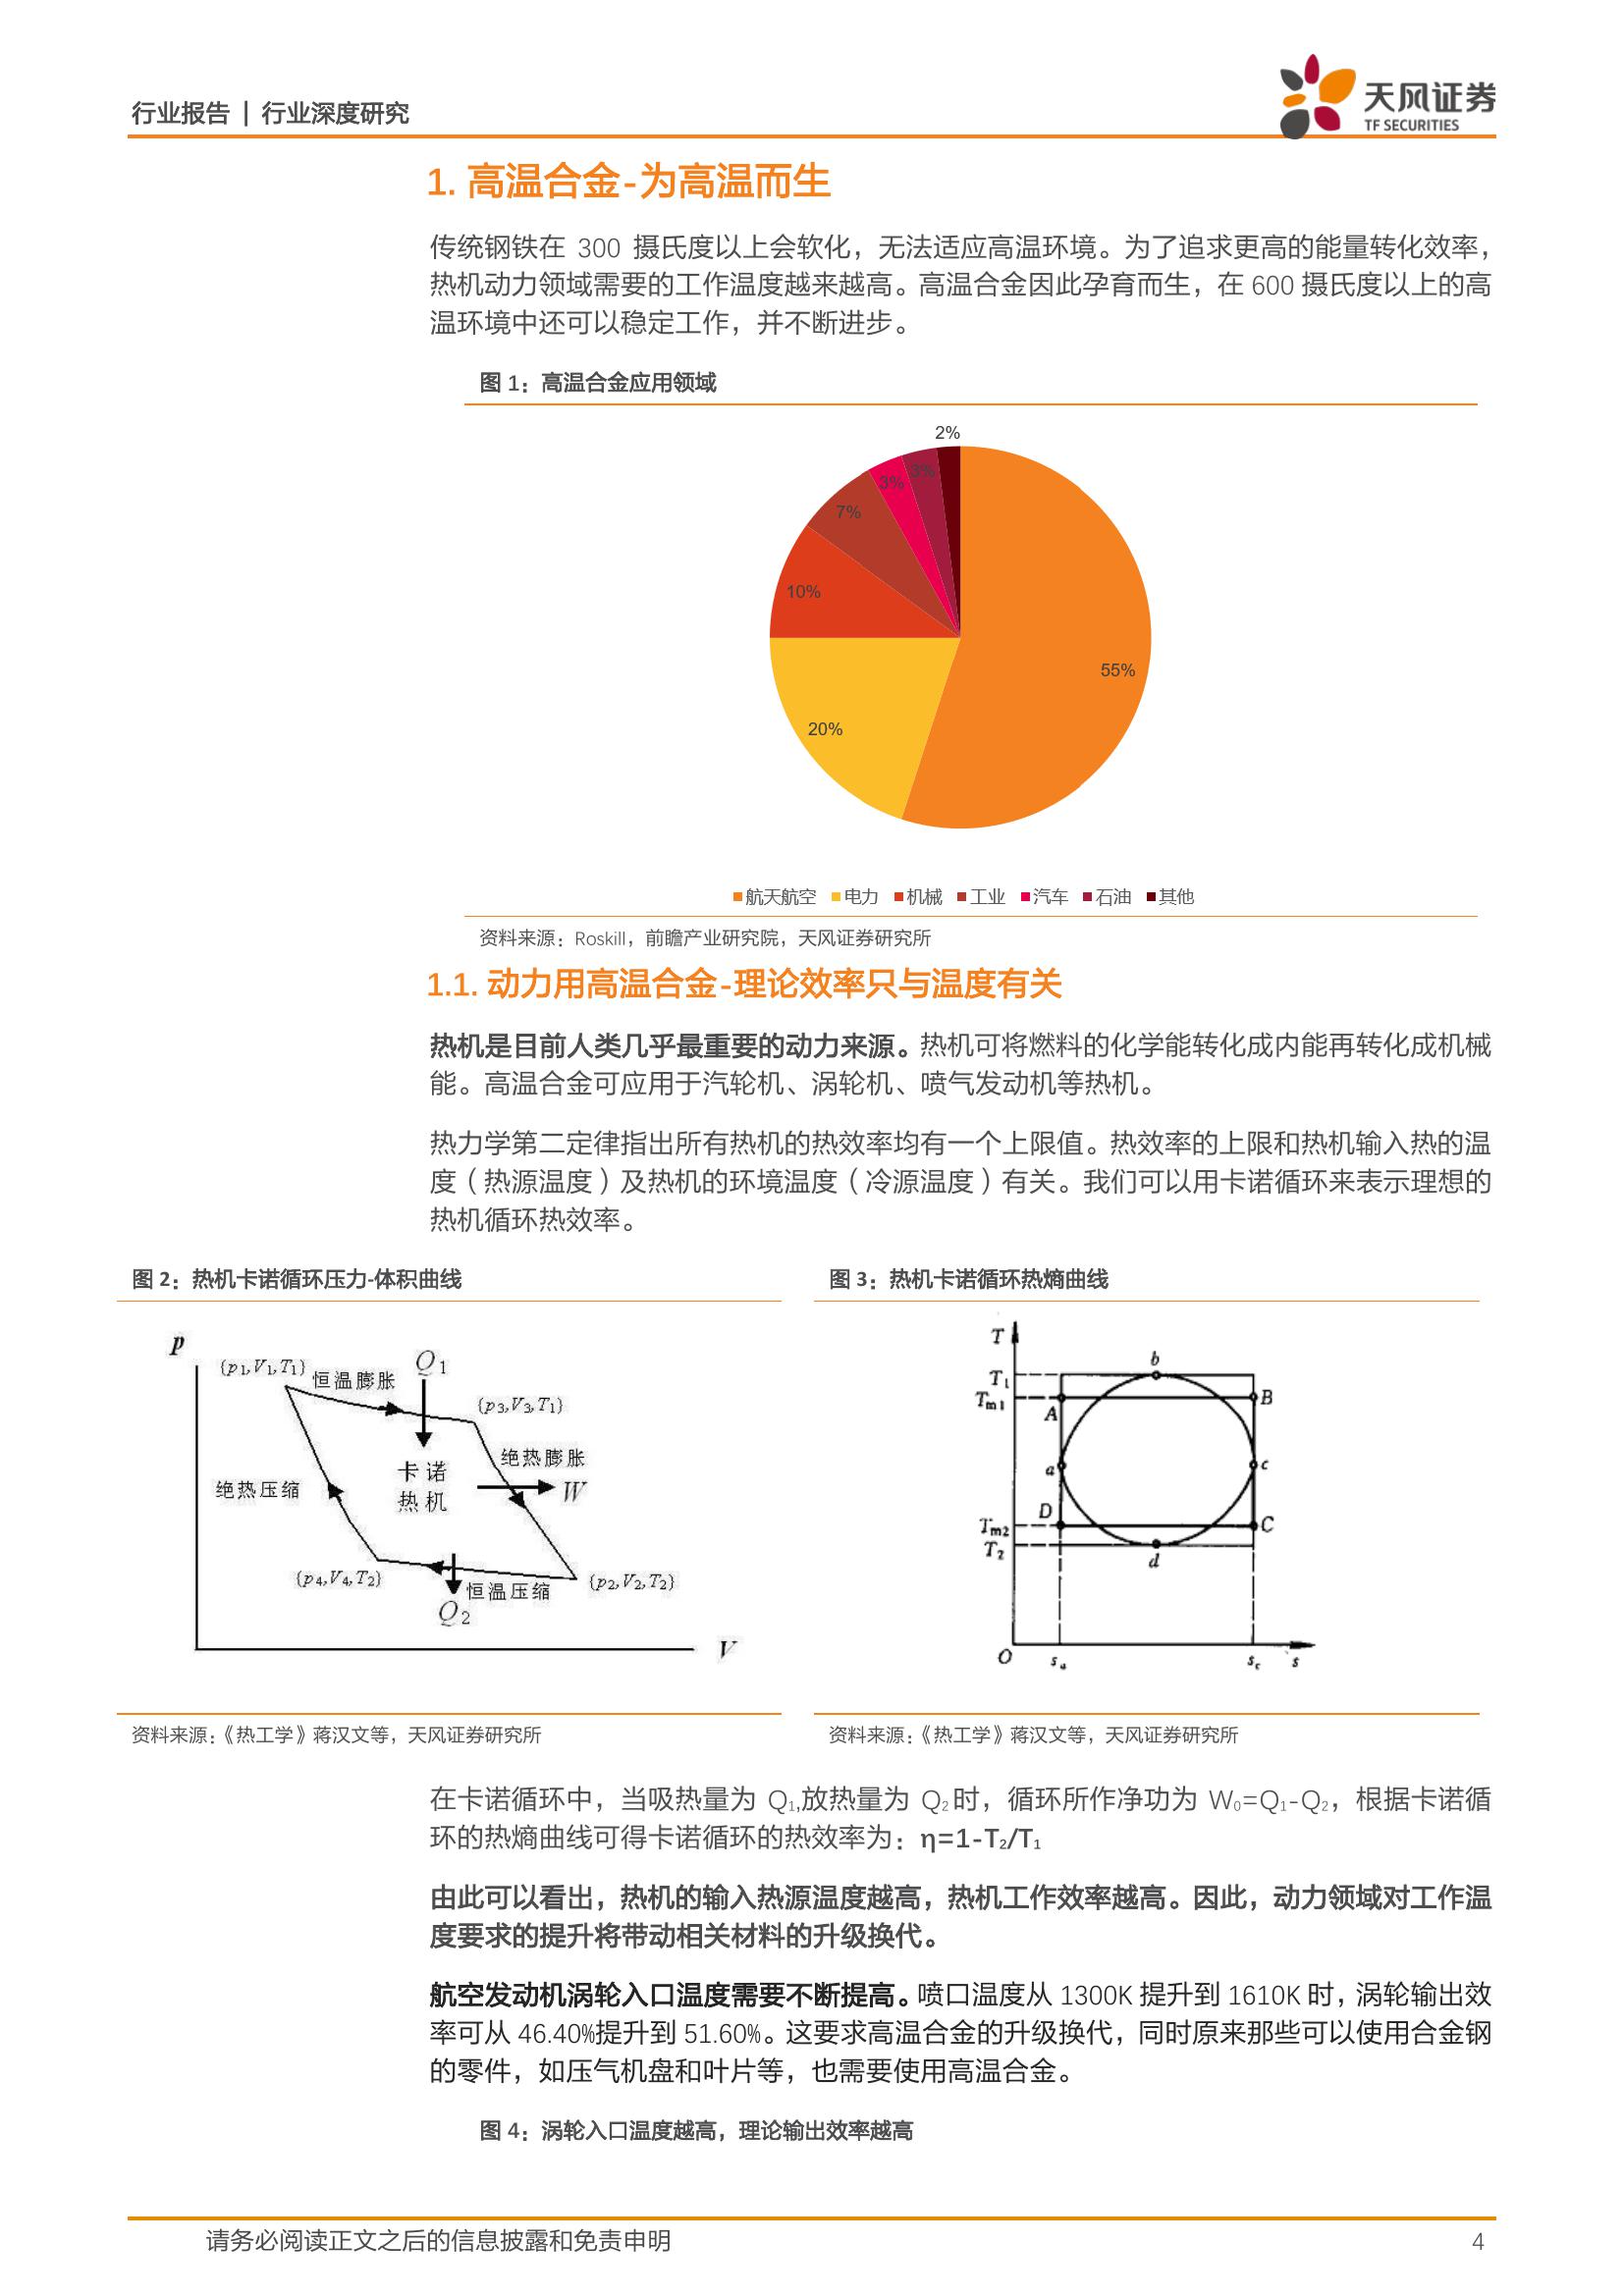 行业报告 | 行业深度研究
天风证券
TF SECURITIES
1. 高温合金-为高温而生
传统钢铁在 300 摄氏度以上会软化，无法适应高温环境。为了追求更高的能量转化效率，
热机动力领域需要的工作温度越来越高。高温合金因此孕育而生，在 600 摄氏度以上的高
温环境中还可以稳定工作，并不断进步。
图 1：高温合金应用领域
2%
3%
3%
7%
10%
55%
20%
航天航空 电力 机械 工业 汽车 石油 其他
资料来源：Roskill，前瞻产业研究院，天风证券研究所
1.1. 动力用高温合金-理论效率只与温度有关
热机是目前人类几乎最重要的动力来源。热机可将燃料的化学能转化成内能再转化成机械
能。高温合金可应用于汽轮机、涡轮机、喷气发动机等热机。
热力学第二定律指出所有热机的热效率均有一个上限值。热效率的上限和热机输入热的温
度（热源温度）及热机的环境温度（冷源温度）有关。我们可以用卡诺循环来表示理想的
热机循环热效率。
图 2：热机卡诺循环压力-体积曲线
p
(p₁,V₁,T₁)
恒温膨胀
Q₁
(p₃,V₃,T₁)
绝热膨胀
卡诺
热机
W
绝热压缩
(p₄,V₄,T₂)
恒温压缩
(p₂,V₂,T₂)
Q₂
V
资料来源：《热工学》蒋汉文等，天风证券研究所
图 3：热机卡诺循环热熵曲线
T
b
T₁
Tm1
A
B
a
c
D
C
Tm2
T₂
d
O
sₐ
s꜀
s
资料来源：《热工学》蒋汉文等，天风证券研究所
在卡诺循环中，当吸热量为 Q₁,放热量为 Q₂时，循环所作净功为 W₀=Q₁-Q₂，根据卡诺循
环的热熵曲线可得卡诺循环的热效率为：η=1-T₂/T₁
由此可以看出，热机的输入热源温度越高，热机工作效率越高。因此，动力领域对工作温
度要求的提升将带动相关材料的升级换代。
航空发动机涡轮入口温度需要不断提高。喷口温度从 1300K 提升到 1610K 时，涡轮输出效
率可从 46.40%提升到 51.60%。这要求高温合金的升级换代，同时原来那些可以使用合金钢
的零件，如压气机盘和叶片等，也需要使用高温合金。
图 4：涡轮入口温度越高，理论输出效率越高
请务必阅读正文之后的信息披露和免责申明
4